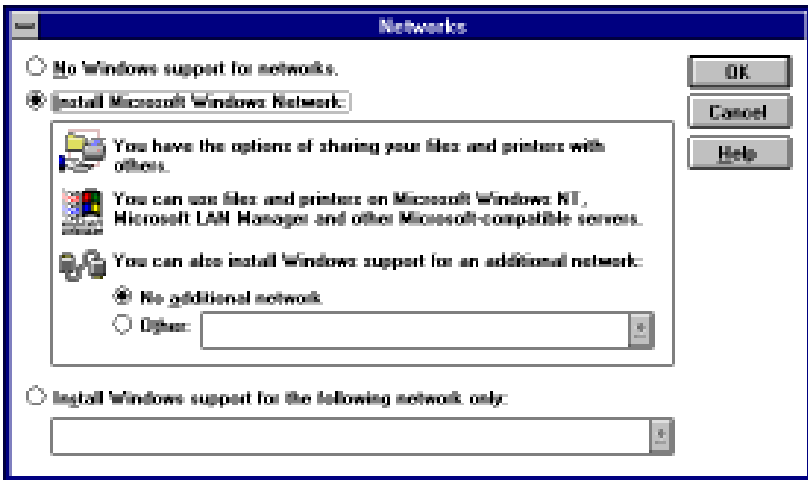 Networks
No Windows support for networks.
OK
Install Microsoft Windows Network:
Cancel
You have the options of sharing your files and printers with
others.
Help
You can use files and printers on Microsoft Windows NT,
Microsoft LAN Manager and other Microsoft-compatible servers.
You can also install Windows support for an additional network:
No additional network
Other:
Install Windows support for the following network only: